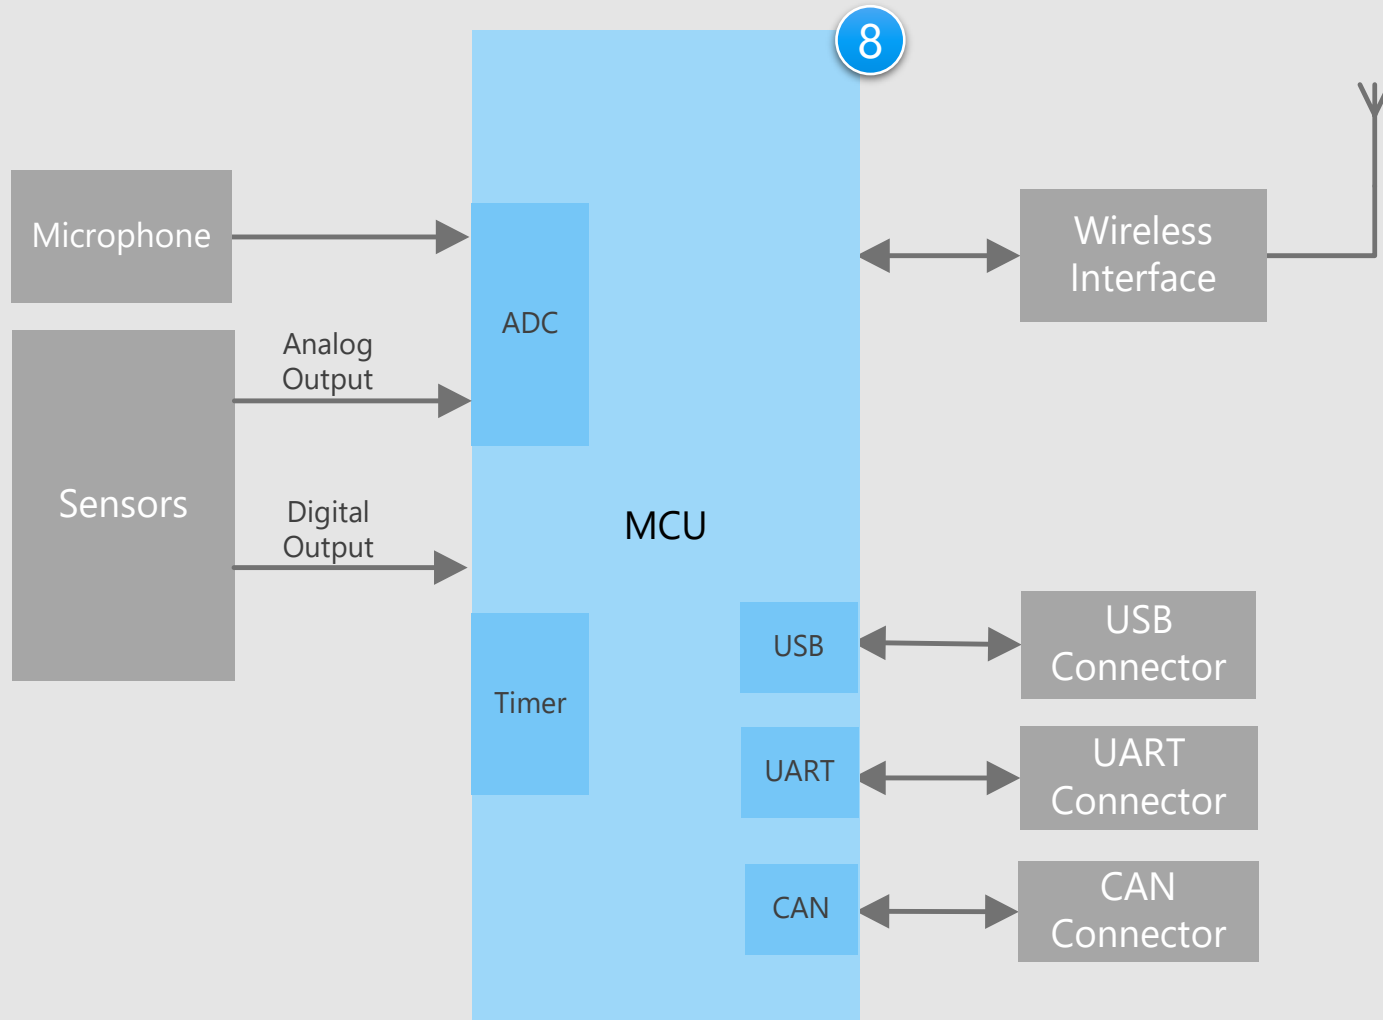 8
Microphone
Wireless
Interface
ADC
Analog
Output
Sensors
Digital
Output
MCU
USB
USB
Connector
Timer
UART
UART
Connector
CAN
CAN
Connector